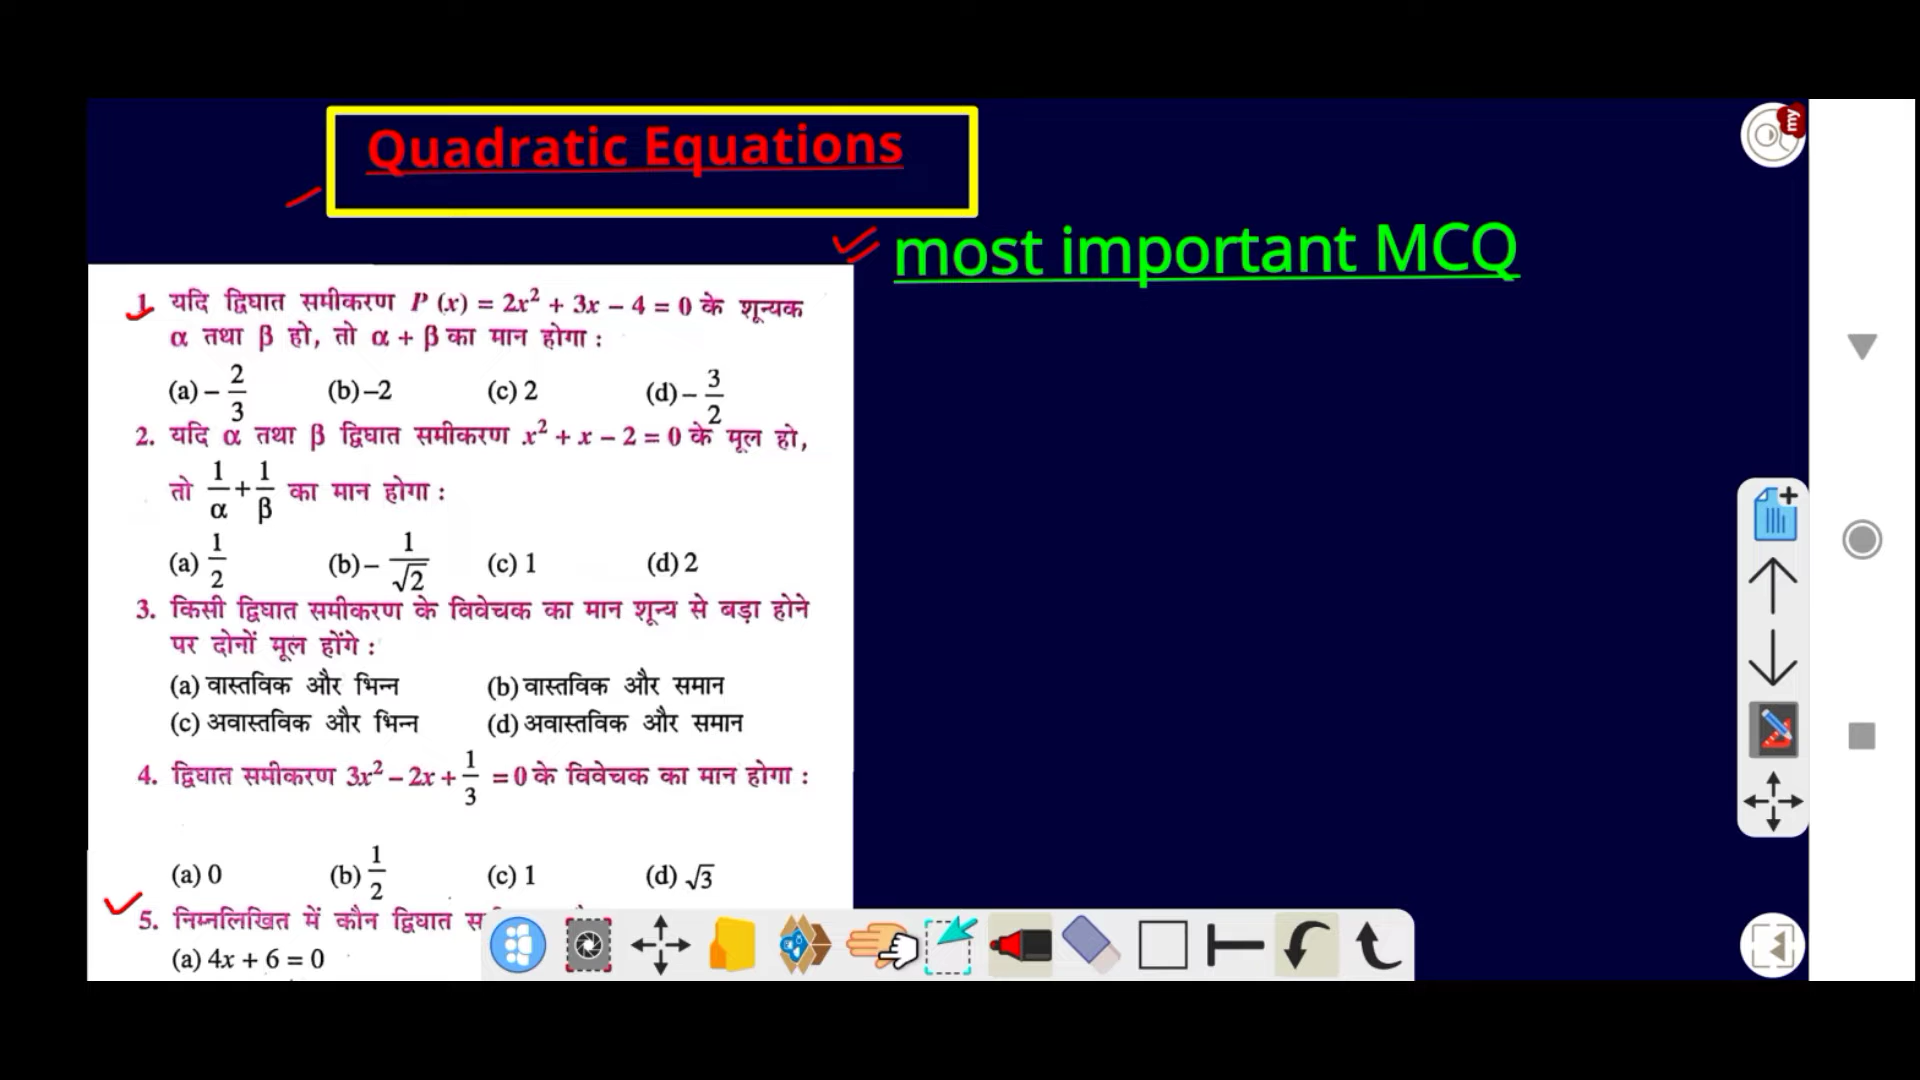 Quadratic Equations
most important MCQ
1. यदि द्विघात समीकरण P (x) = 2x² + 3x – 4 = 0 के शून्यक
α तथा β हो, तो α + β का मान होगा :
(a) – 2/3 (b) –2 (c) 2 (d) – 3/2
2. यदि α तथा β द्विघात समीकरण x² + x – 2 = 0 के मूल हो,
तो 1/α + 1/β का मान होगा :
(a) 1/2 (b) – 1/√2 (c) 1 (d) 2
3. किसी द्विघात समीकरण के विवेचक का मान शून्य से बड़ा होने
पर दोनों मूल होंगे :
(a) वास्तविक और भिन्न (b) वास्तविक और समान
(c) अवास्तविक और भिन्न (d) अवास्तविक और समान
4. द्विघात समीकरण 3x² – 2x + 1/3 = 0 के विवेचक का मान होगा :
(a) 0 (b) 1/2 (c) 1 (d) √3
5. निम्नलिखित में कौन द्विघात
(a) 4x + 6 = 0
my